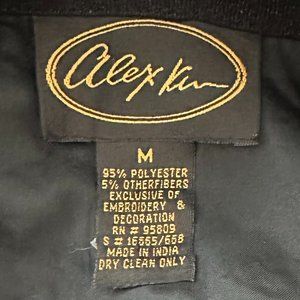 alex kim
M
95% POLYESTER
5% OTHERFIBERS
EXCLUSIVE OF
EMBROIDERY &
DECORATION
RN # 95809
S # 16565/658
MADE IN INDIA
DRY CLEAN ONLY